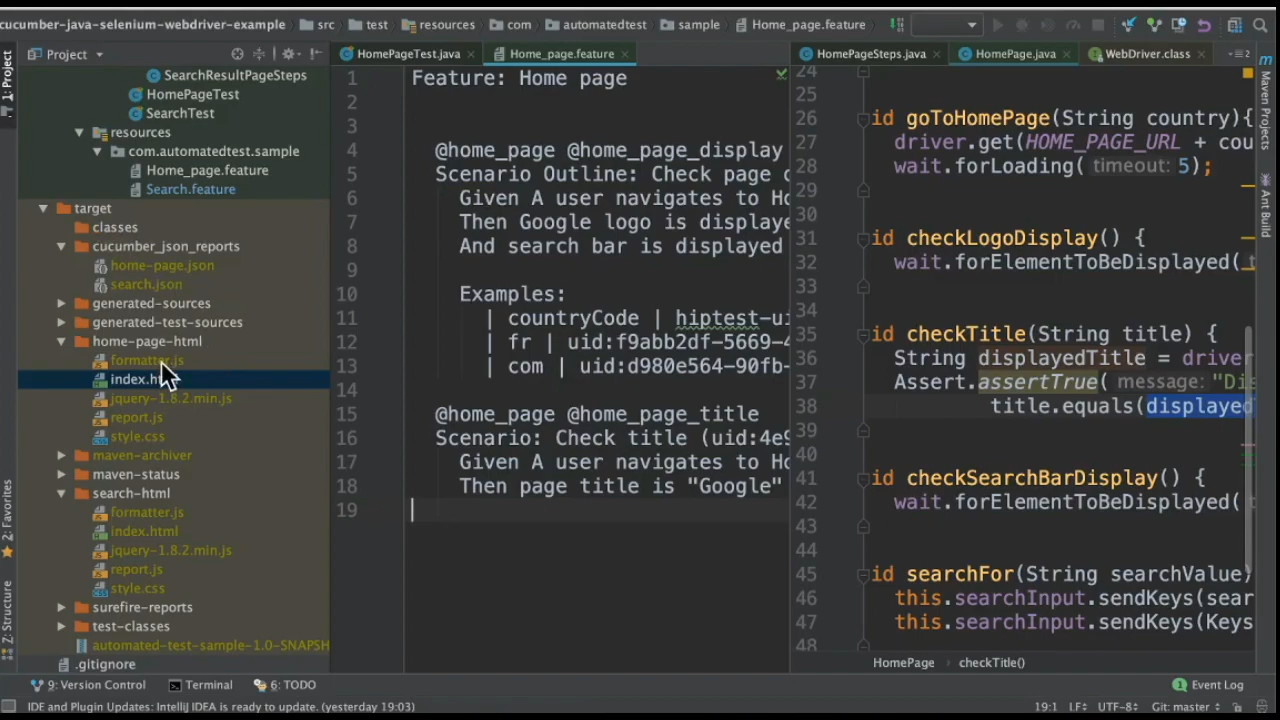 cucumber-java-selenium-webdriver-example
src
test
resources
com
automatedtest
sample
Home_page.feature
1: Project
Project
HomePageTest.java
Home_page.feature
HomePageSteps.java
HomePage.java
WebDriver.class
2
SearchResultPageSteps
HomePageTest
SearchTest
resources
com.automatedtest.sample
Home_page.feature
Search.feature
target
classes
cucumber_json_reports
home-page.json
search.json
generated-sources
generated-test-sources
home-page-html
formatter.js
index.h
jquery-1.8.2.min.js
report.js
style.css
maven-archiver
maven-status
search-html
formatter.js
index.html
jquery-1.8.2.min.js
report.js
style.css
surefire-reports
test-classes
automated-test-sample-1.0-SNAPSH
.gitignore
2: Favorites
Z: Structure
1 Feature: Home page
2
3
4 @home_page @home_page_display
5 Scenario Outline: Check page
6 Given A user navigates to Ho
7 Then Google logo is displaye
8 And search bar is displayed
9
10 Examples:
11 | countryCode | hiptest-ui
12 | fr | uid:f9abb2df-5669-4
13 | com | uid:d980e564-90fb-
14
15 @home_page @home_page_title
16 Scenario: Check title (uid:4e9
17 Given A user navigates to Ho
18 Then page title is "Google"
19
24
25
26 id goToHomePage(String country){
27 driver.get(HOME_PAGE_URL + cou
28 wait.forLoading( timeout: 5);
29
30
31 id checkLogoDisplay() {
32 wait.forElementToBeDisplayed( t
33
34
35 id checkTitle(String title) {
36 String displayedTitle = driver
37 Assert.assertTrue( message: "Dis
38 title.equals(displayed
39
40
41 id checkSearchBarDisplay() {
42 wait.forElementToBeDisplayed( t
43
44
45 id searchFor(String searchValue)
46 this.searchInput.sendKeys(sear
47 this.searchInput.sendKeys(Keys
48
HomePage
checkTitle()
m Maven Projects
Ant Build
9: Version Control
Terminal
6: TODO
1 Event Log
IDE and Plugin Updates: IntelliJ IDEA is ready to update. (yesterday 19:03)
19:1
LF
UTF-8
Git: master